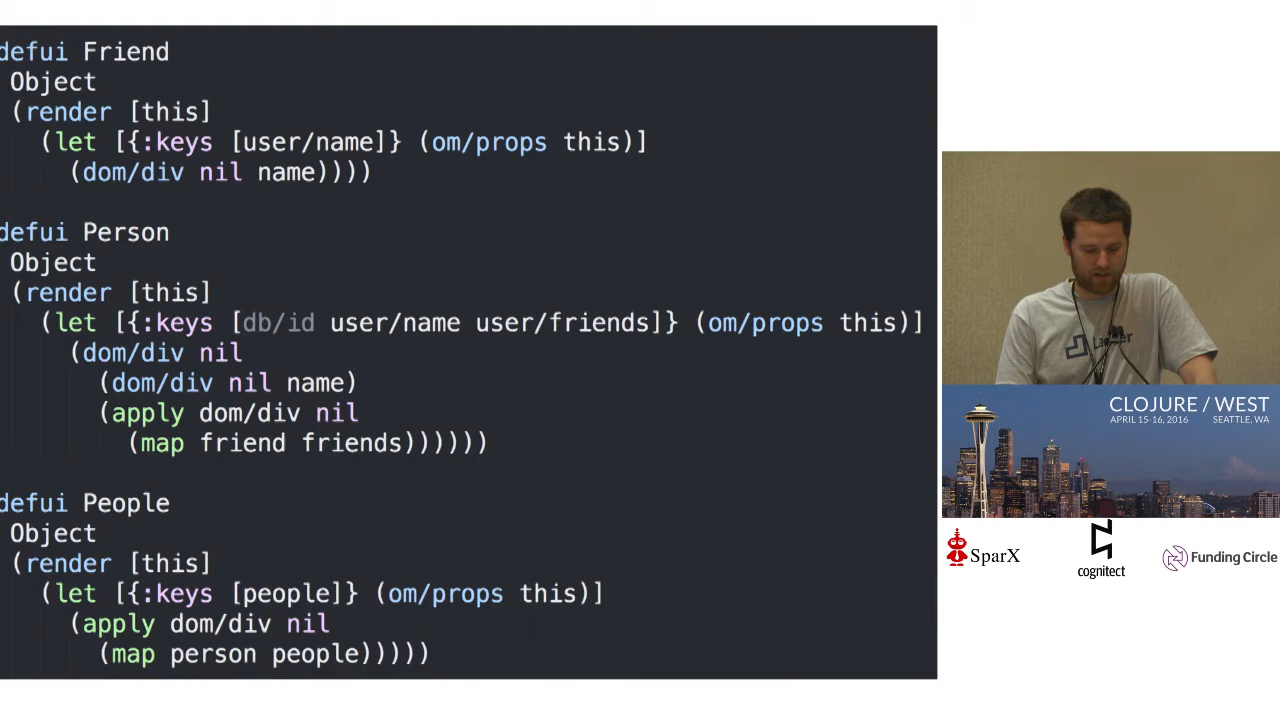 defui Friend
Object
(render [this]
(let [{:keys [user/name]} (om/props this)]
(dom/div nil name))))
defui Person
Object
(render [this]
(let [{:keys [db/id user/name user/friends]} (om/props this)]
(dom/div nil
(dom/div nil name)
(apply dom/div nil
(map friend friends))))))
defui People
Object
(render [this]
(let [{:keys [people]} (om/props this)]
(apply dom/div nil
(map person people)))))
CLOJURE / WEST
APRIL 15-16, 2016 SEATTLE, WA
SparX
cognitect
Funding Circle